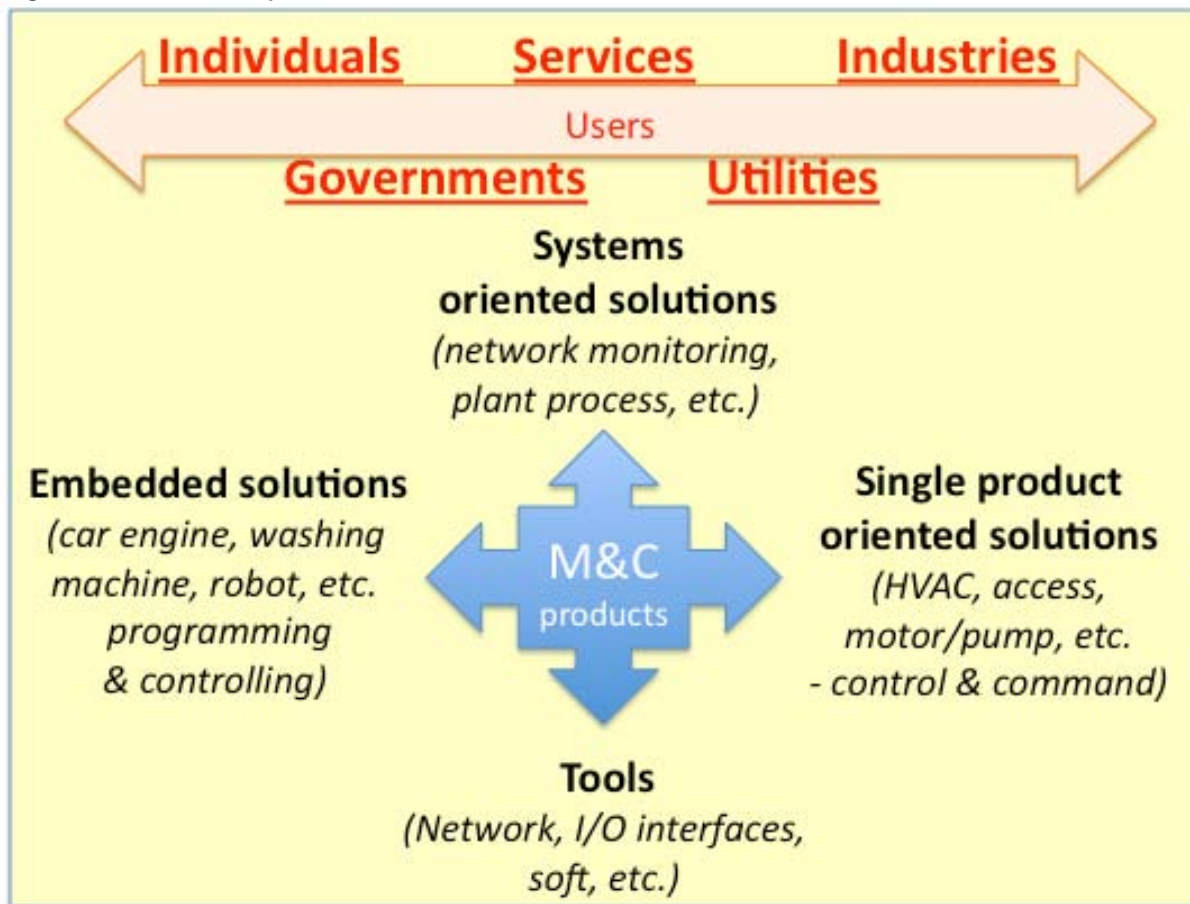 Individuals Services Industries
Users
Governments Utilities
Systems
oriented solutions
(network monitoring,
plant process, etc.)
Embedded solutions
(car engine, washing
machine, robot, etc.
programming
& controlling)
M&C
products
Single product
oriented solutions
(HVAC, access,
motor/pump, etc.
- control & command)
Tools
(Network, I/O interfaces,
soft, etc.)